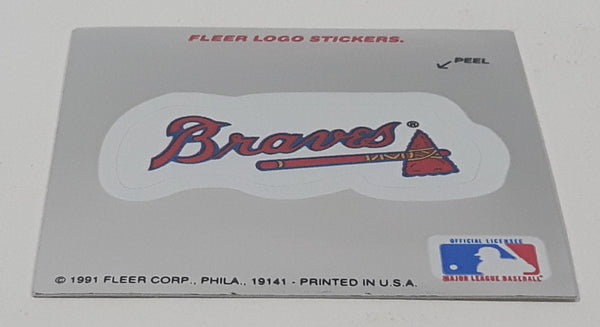 FLEER LOGO STICKERS.
PEEL
Braves®
OFFICIAL LICENSEE
MAJOR LEAGUE BASEBALL
© 1991 FLEER CORP., PHILA., 19141 - PRINTED IN U.S.A.